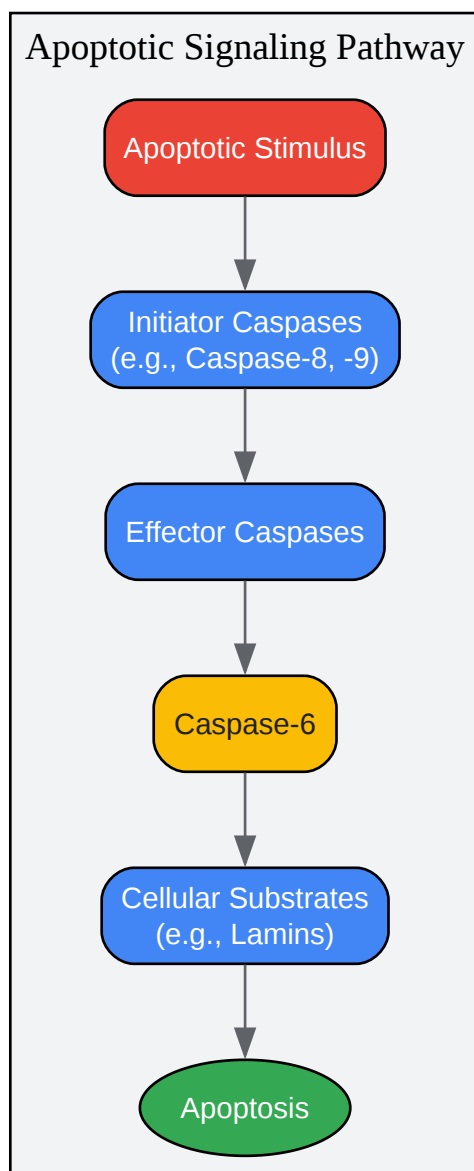 Apoptotic Signaling Pathway
Apoptotic Stimulus
Initiator Caspases
(e.g., Caspase-8, -9)
Effector Caspases
Caspase-6
Cellular Substrates
(e.g., Lamins)
Apoptosis